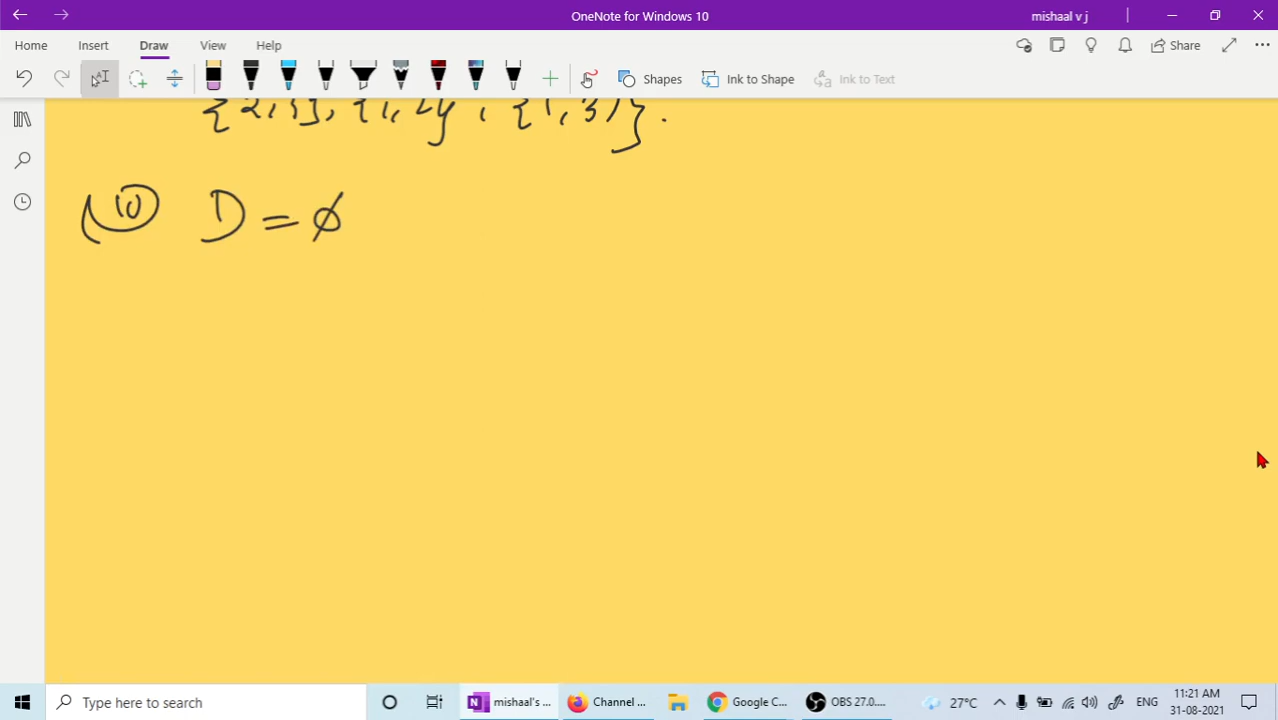 OneNote for Windows 10
mishaal v j
Home Insert Draw View Help
Share
Shapes Ink to Shape Ink to Text
{2,3}, {1,2}, {1,3}}.
D = ϕ
Type here to search
mishaal's ...
Channel ...
Google C...
OBS 27.0....
27°C
ENG
11:21 AM
31-08-2021